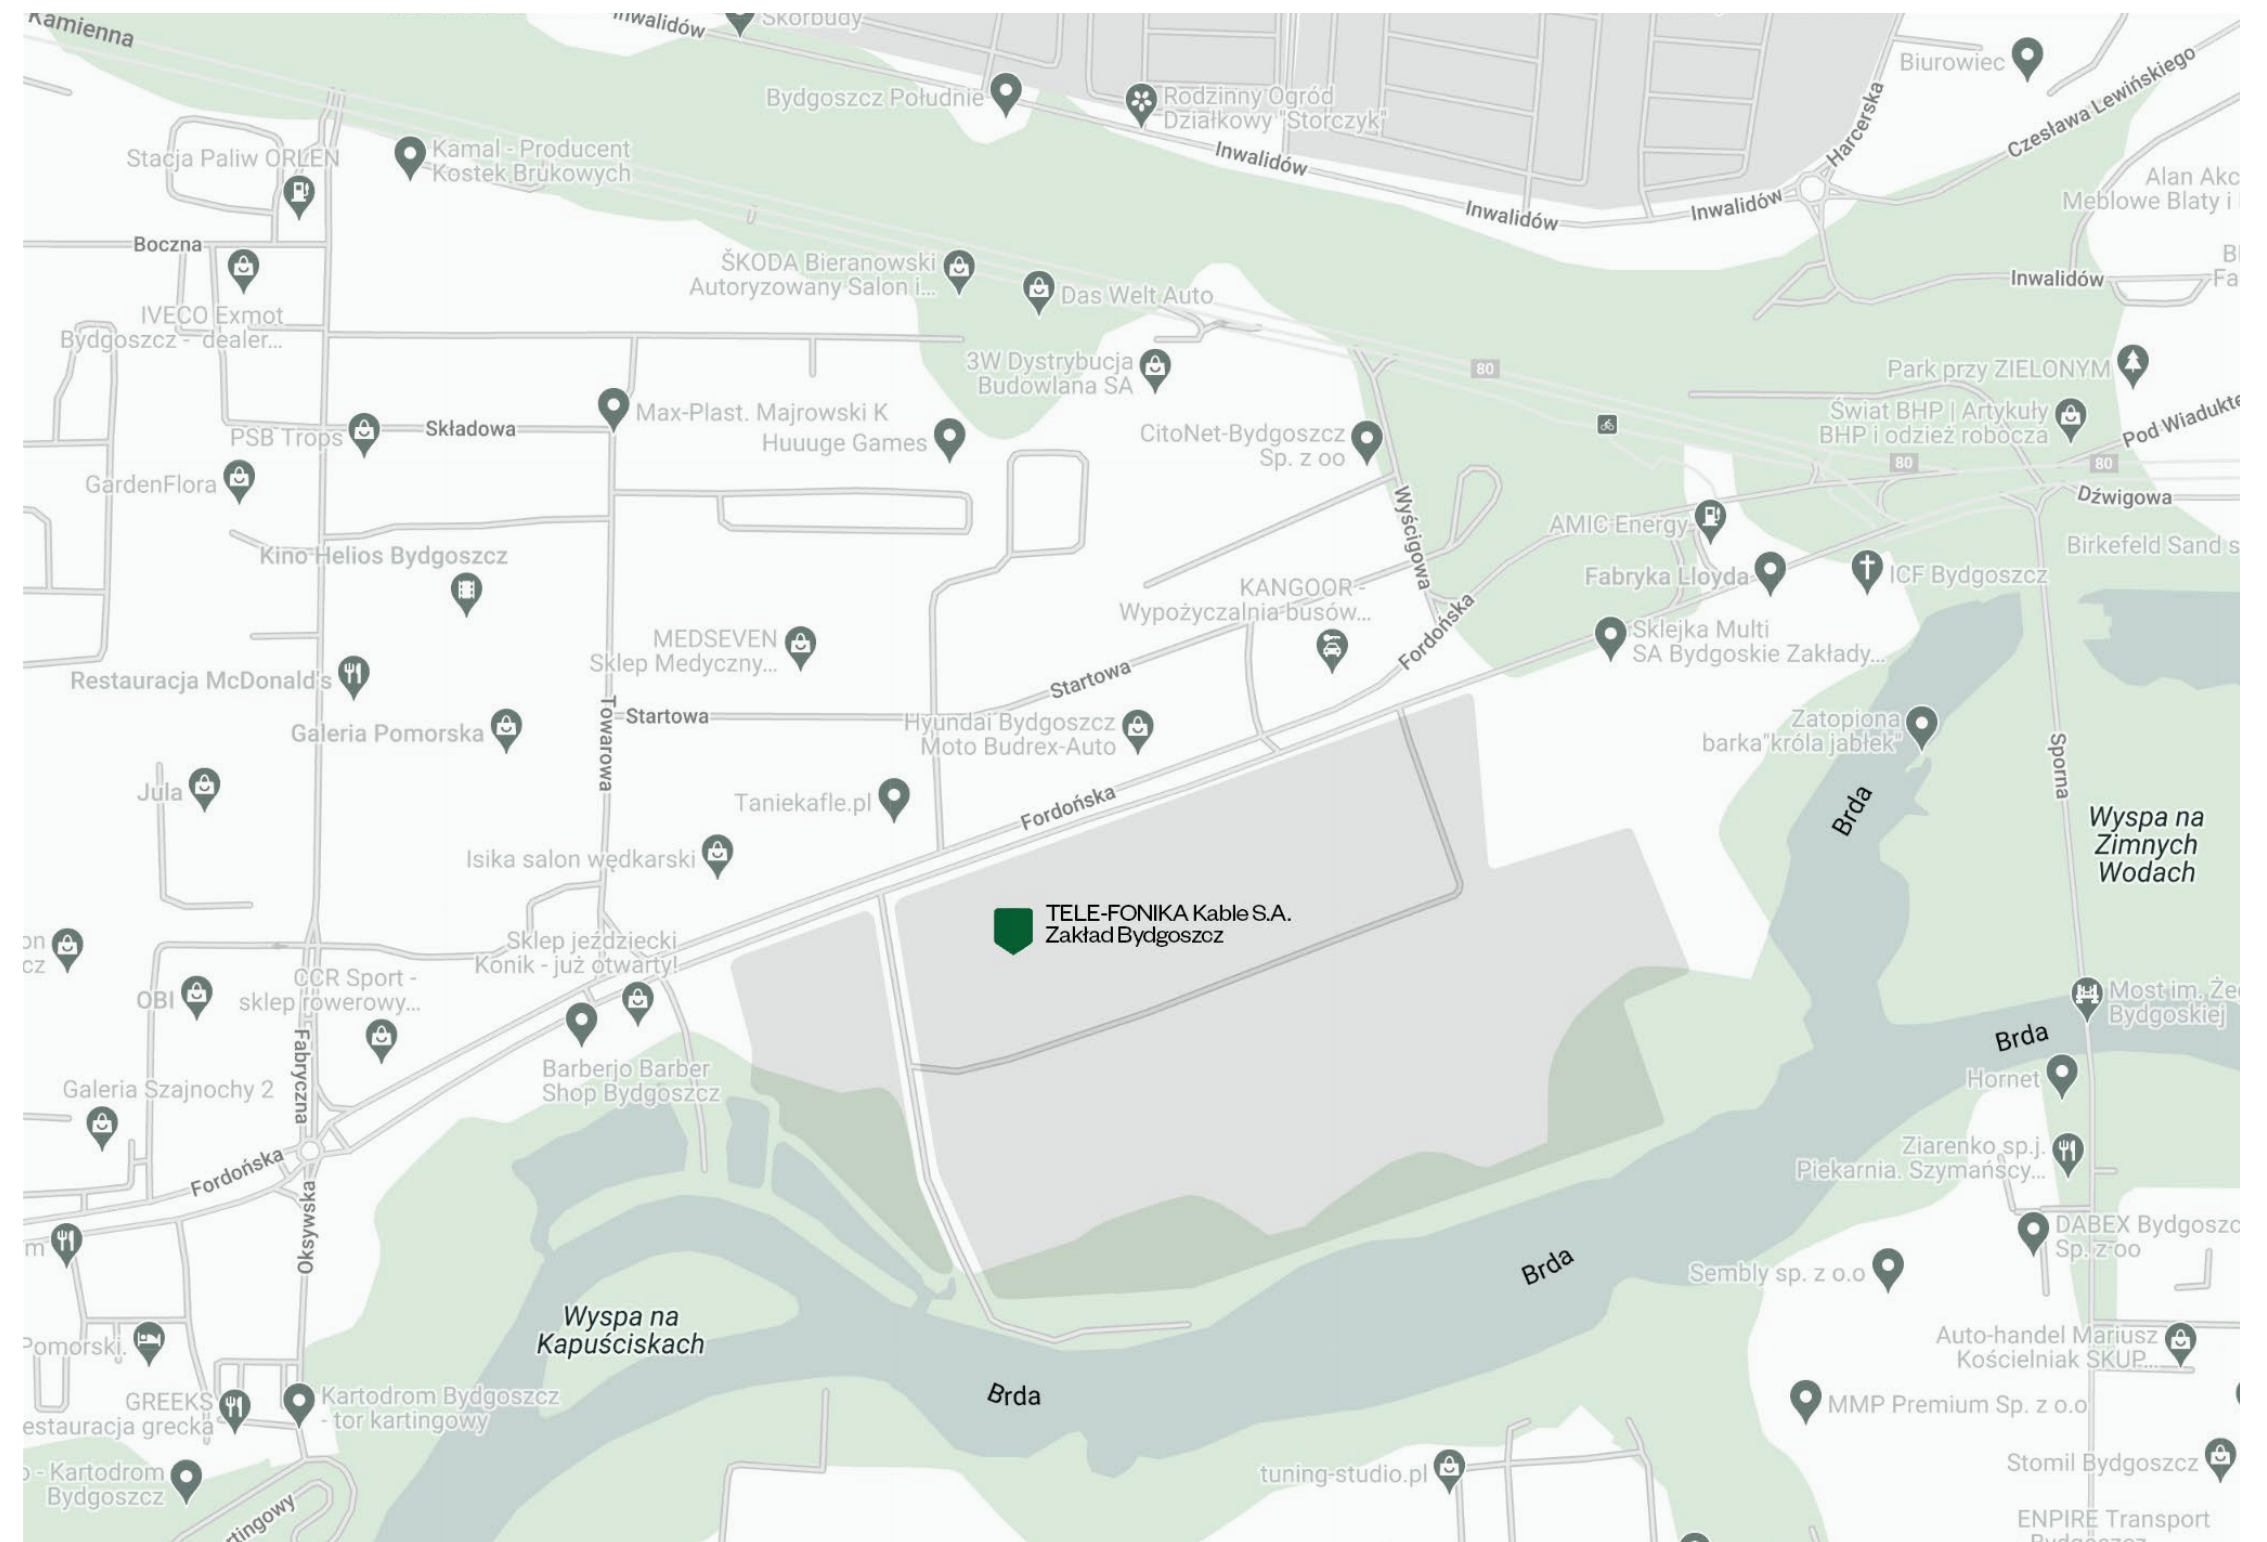 Kamienna
Inwalidów
Skorbudy
Bydgoszcz Południe
Rodzinny Ogród
Działkowy "Storczyk"
Inwalidów
Inwalidów
Inwalidów
Harcerska
Biurowiec
Czesława Lewińskiego
Alan Akc
Meblowe Blaty i
Stacja Paliw ORLEN
Kamal - Producent
Kostek Brukowych
Boczna
IVECO Exmot
Bydgoszcz - dealer...
ŠKODA Bieranowski
Autoryzowany Salon i...
Das Welt Auto
Inwalidów
Fa
3W Dystrybucja
Budowlana SA
80
Park przy ZIELONYM
Świat BHP | Artykuły
BHP i odzież robocza
Pod Wiadukte
PSB Trops
Składowa
Max-Plast. Majrowski K
Huuuge Games
CitoNet-Bydgoszcz
Sp. z oo
80
80
Dźwigowa
GardenFlora
Wyścigowa
AMIC Energy
Birkefeld Sand s
Kino Helios Bydgoszcz
KANGOOR -
Wypożyczalnia busów...
Fabryka Lloyda
ICF Bydgoszcz
Fordońska
Sklejka Multi
SA Bydgoskie Zakłady...
MEDSEVEN
Sklep Medyczny...
Restauracja McDonald's
Startowa
Startowa
Towarowa
Galeria Pomorska
Hyundai Bydgoszcz
Moto Budrex-Auto
Zatopiona
barka"króla jabłek"
Sporna
Jula
Taniekafle.pl
Fordońska
Brda
Wyspa na
Zimnych
Wodach
Isika salon wędkarski
TELE-FONIKA Kable S.A.
Zakład Bydgoszcz
on
cz
Sklep jeździecki
Konik - już otwarty!
OBI
CCR Sport -
sklep rowerowy...
Fabryczna
Most im. Że
Bydgoskiej
Brda
Barberjo Barber
Shop Bydgoszcz
Galeria Szajnochy 2
Hornet
Fordońska
Ziarenko sp.j.
Piekarnia. Szymańscy...
Oksywska
m
DABEX Bydgoszc
Sp. z oo
Brda
Sembly sp. z o.o
Wyspa na
Kapuściskach
Pomorski.
Auto-handel Mariusz
Kościelniak SKUP...
Brda
GREEKS
estauracja grecka
Kartodrom Bydgoszcz
- tor kartingowy
MMP Premium Sp. z o.o
- Kartodrom
Bydgoszcz
tuning-studio.pl
Stomil Bydgoszcz
rtingowy
ENPIRE Transport